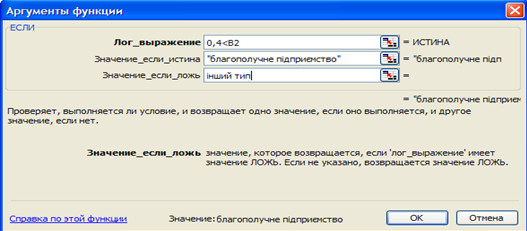 Аргументы функции
ЕСЛИ
Лог_выражение 0,4<B2 = ИСТИНА
Значение_если_истина "благополучне підприємство" = "благополучне підп
Значение_если_ложь інший тип =
= "благополучне підприєм
Проверяет, выполняется ли условие, и возвращает одно значение, если оно выполняется, и другое
значение, если нет.
Значение_если_ложь значение, которое возвращается, если 'лог_выражение' имеет
значение ЛОЖЬ. Если не указано, возвращается значение ЛОЖЬ.
Справка по этой функции Значение: благополучне підприємство OK Отмена